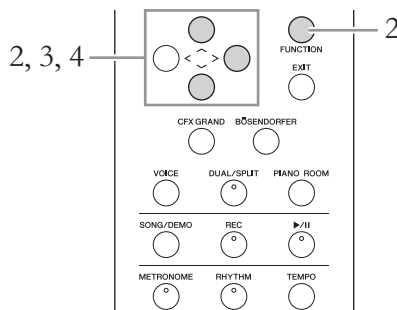 2
2, 3, 4
FUNCTION
EXIT
CFX GRAND BÖSENDORFER
VOICE DUAL/SPLIT PIANO ROOM
SONG/DEMO REC ►/II
METRONOME RHYTHM TEMPO